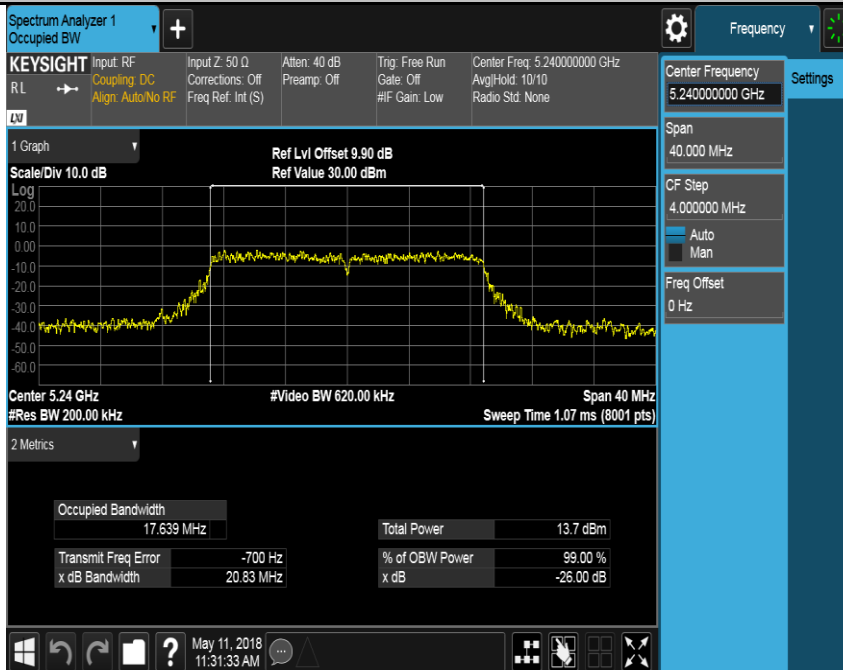 Spectrum Analyzer 1
Occupied BW
Frequency
KEYSIGHT
RL
LXI
Input: RF
Coupling: DC
Align: Auto/No RF
Input Z: 50 Ω
Corrections: Off
Freq Ref: Int (S)
Atten: 40 dB
Preamp: Off
Trig: Free Run
Gate: Off
#IF Gain: Low
Center Freq: 5.240000000 GHz
Avg|Hold: 10/10
Radio Std: None
Center Frequency
5.240000000 GHz
Settings
Span
40.000 MHz
CF Step
4.000000 MHz
Auto
Man
Freq Offset
0 Hz
1 Graph
Scale/Div 10.0 dB
Ref Lvl Offset 9.90 dB
Ref Value 30.00 dBm
Log
20.0
10.0
0.00
-10.0
-20.0
-30.0
-40.0
-50.0
-60.0
Center 5.24 GHz
#Video BW 620.00 kHz
Span 40 MHz
#Res BW 200.00 kHz
Sweep Time 1.07 ms (8001 pts)
2 Metrics
Occupied Bandwidth
17.639 MHz
Total Power 13.7 dBm
Transmit Freq Error -700 Hz
% of OBW Power 99.00 %
x dB Bandwidth 20.83 MHz
x dB -26.00 dB
May 11, 2018
11:31:33 AM